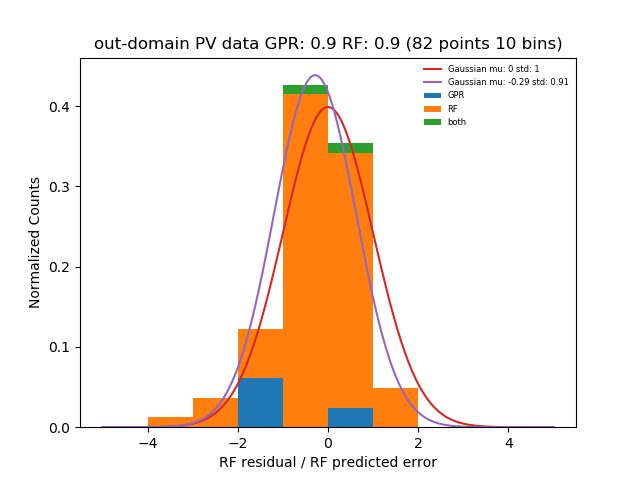 out-domain PV data GPR: 0.9 RF: 0.9 (82 points 10 bins)
Gaussian mu: 0 std: 1
Gaussian mu: -0.29 std: 0.91
GPR
RF
both
Normalized Counts
0.4
0.3
0.2
0.1
0.0
−4 −2 0 2 4
RF residual / RF predicted error